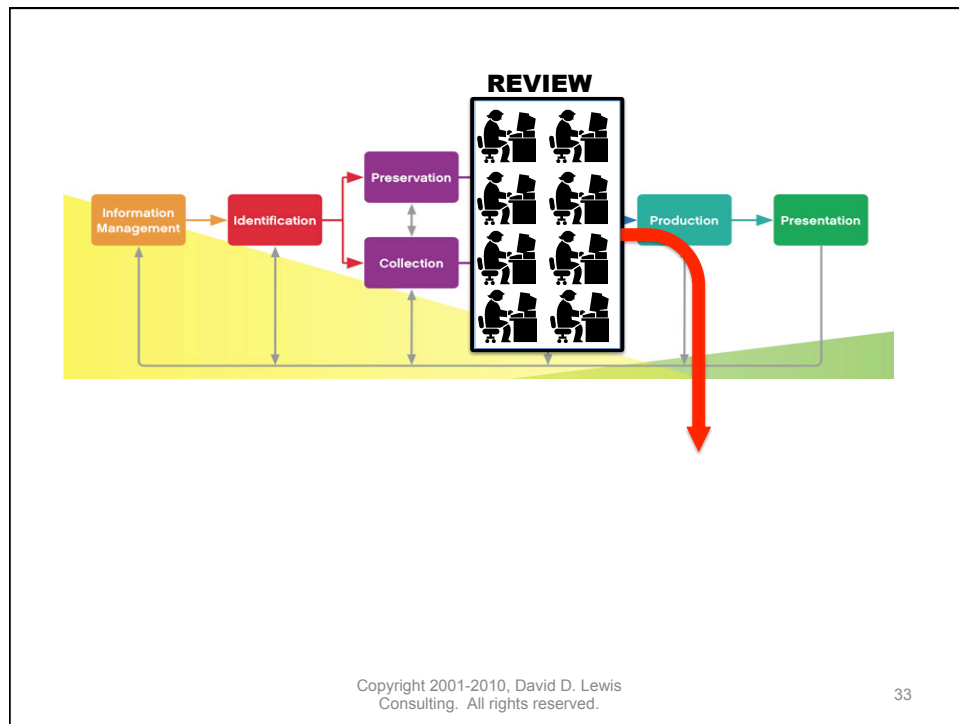 REVIEW
Preservation
Information
Management
Identification
Production
Presentation
Collection
Copyright 2001-2010, David D. Lewis
Consulting.  All rights reserved.
33